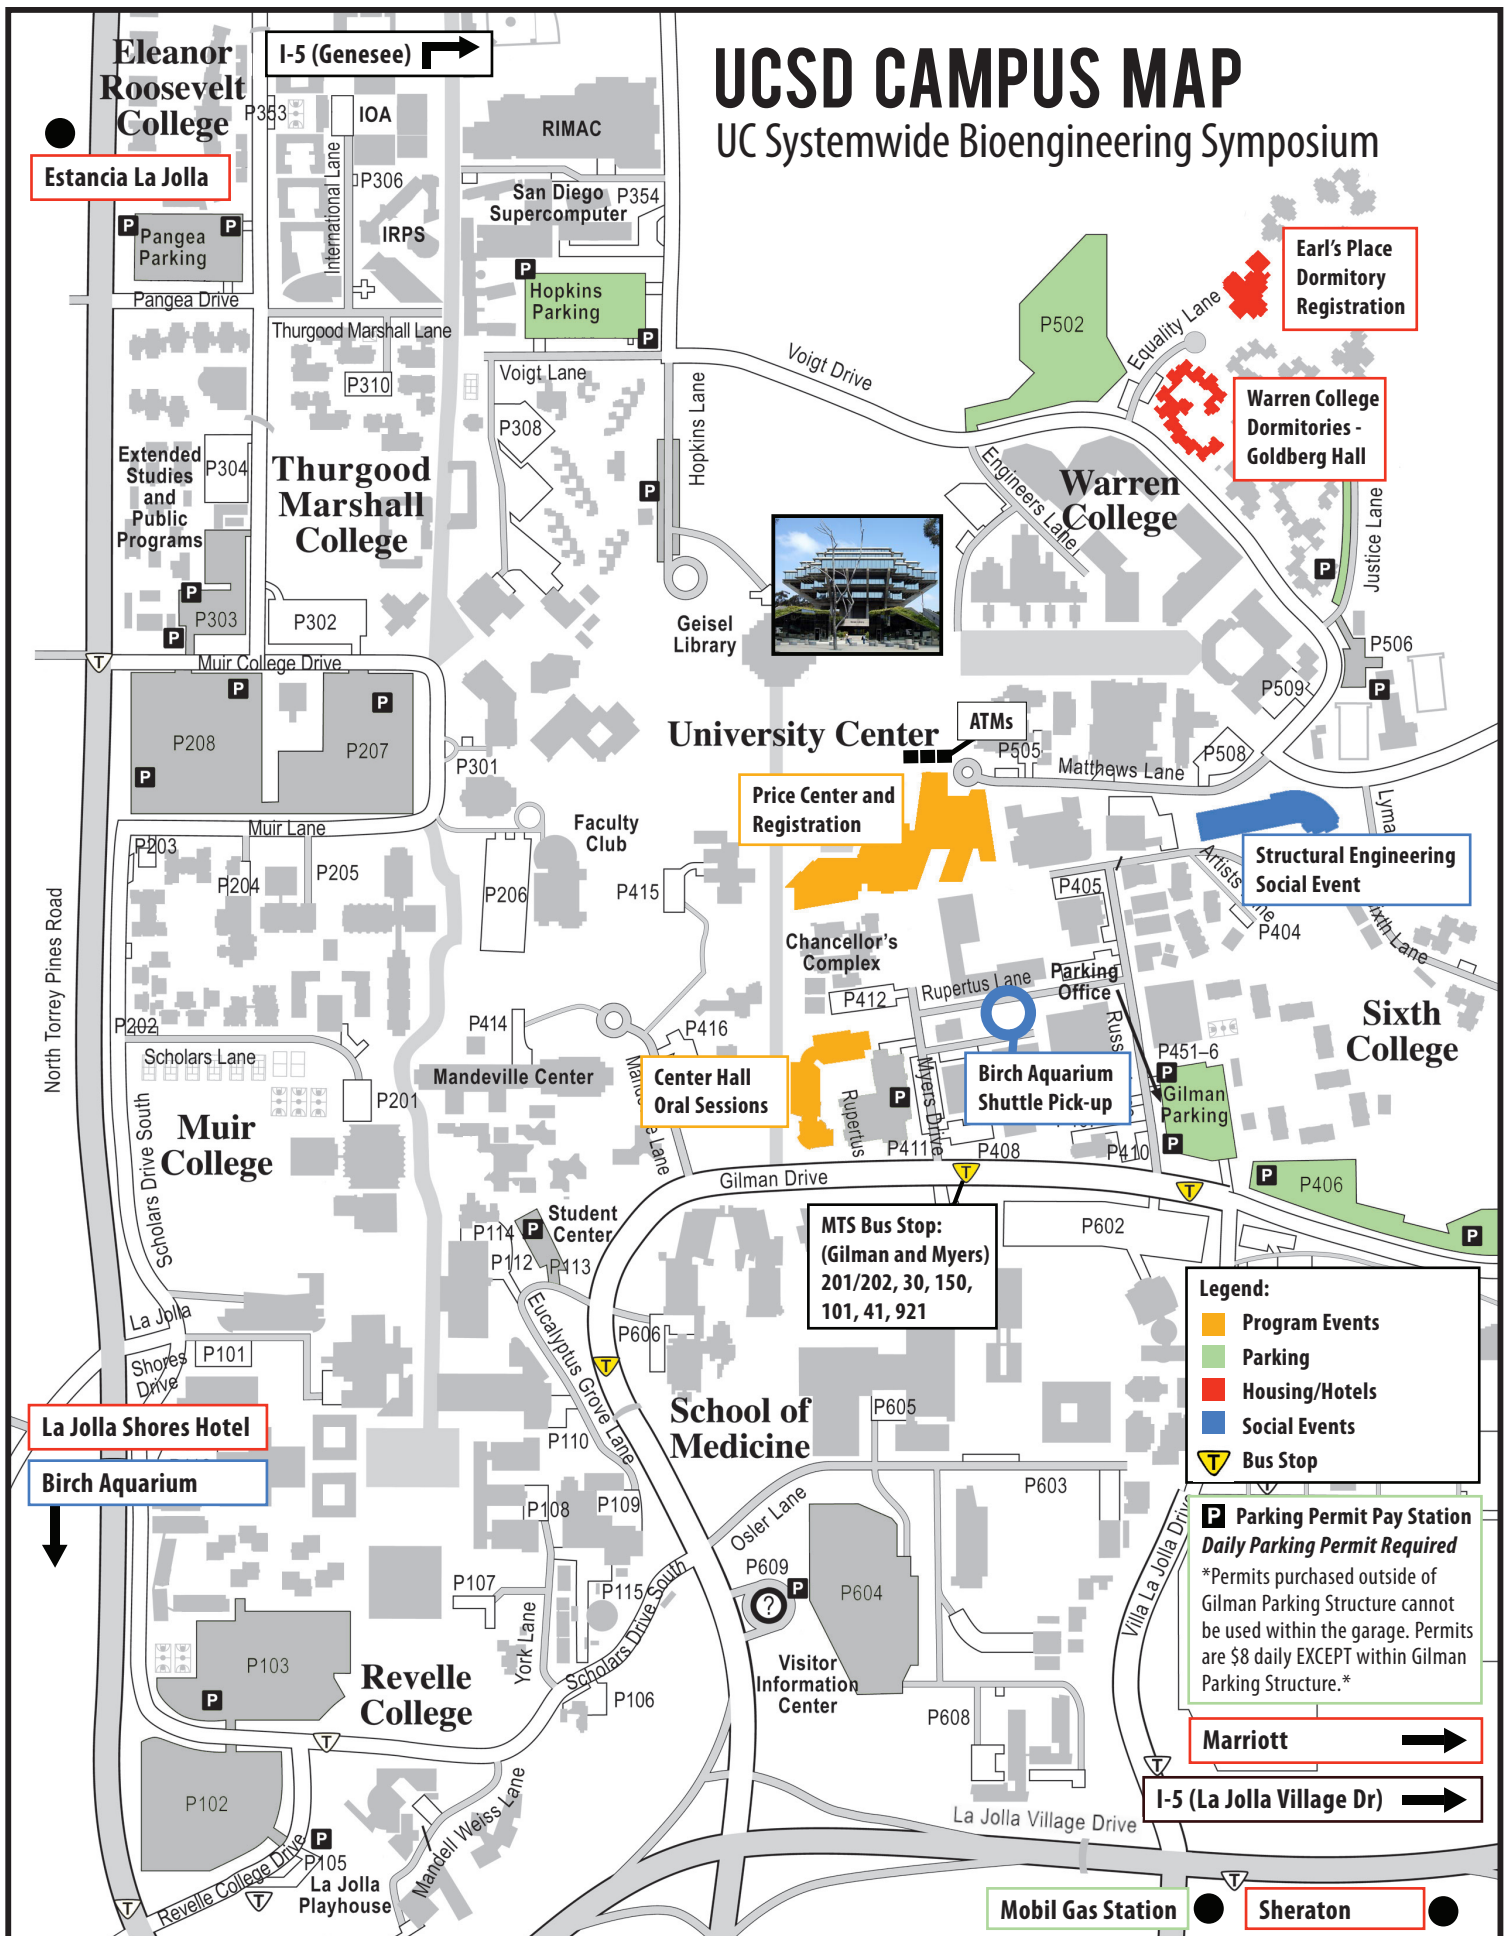 UCSD CAMPUS MAP
UC Systemwide Bioengineering Symposium
Eleanor
Roosevelt
College
I-5 (Genesee)
P353
IOA
RIMAC
Estancia La Jolla
International Lane
P306
IRPS
San Diego
Supercomputer
P354
P
P
Pangea
Parking
Pangea Drive
P
Hopkins
Parking
P
Earl's Place
Dormitory
Registration
P502
Equality Lane
Thurgood Marshall Lane
P310
Voigt Lane
Voigt Drive
Hopkins Lane
P308
Warren College
Dormitories -
Goldberg Hall
Extended
Studies
and
Public
Programs
P304
Thurgood
Marshall
College
P
Engineers Lane
Warren
College
Justice Lane
P
P
P303
P
P302
Geisel
Library
P506
P
P509
T
Muir College Drive
P
P
P208
P207
P
P301
University Center
ATMs
P505
P508
Matthews Lane
Price Center and
Registration
Lyma
Muir Lane
P203
P204
P205
Faculty
Club
P206
P415
P405
Structural Engineering
Social Event
Artists
ne
P404
ixth Lane
North Torrey Pines Road
Chancellor's
Complex
P412
Rupertus Lane
Parking
Office
Russ
Sixth
College
P202
Scholars Lane
P414
P416
Mandeville Center
P201
Center Hall
Oral Sessions
Mande
e Lane
Rupertus
P
Myers Drive
Birch Aquarium
Shuttle Pick-up
P451–6
P
Gilman
Parking
P
Muir
College
Scholars Drive South
P411
P408
P410
Gilman Drive
T
T
P
P406
P
P114
P
Student
Center
P112
P113
MTS Bus Stop:
(Gilman and Myers)
201/202, 30, 150,
101, 41, 921
P602
La Jolla
Shores
Drive
P101
Eucalyptus Grove Lane
P606
T
Legend:
Program Events
Parking
Housing/Hotels
Social Events
T
Bus Stop
La Jolla Shores Hotel
Birch Aquarium
School of
Medicine
P605
P110
P603
P108
P109
Osler Lane
T
P Parking Permit Pay Station
Daily Parking Permit Required
*Permits purchased outside of
Gilman Parking Structure cannot
be used within the garage. Permits
are $8 daily EXCEPT within Gilman
Parking Structure.*
P107
P115
P609
P
?
P604
Villa La Jolla Drive
York Lane
Scholars Drive South
P103
P
Revelle
College
P106
Visitor
Information
Center
P608
Marriott
T
T
I-5 (La Jolla Village Dr)
P102
P
P105
Mandell Weiss Lane
La Jolla Village Drive
Revelle College Drive
T
T
La Jolla
Playhouse
T
Mobil Gas Station
Sheraton